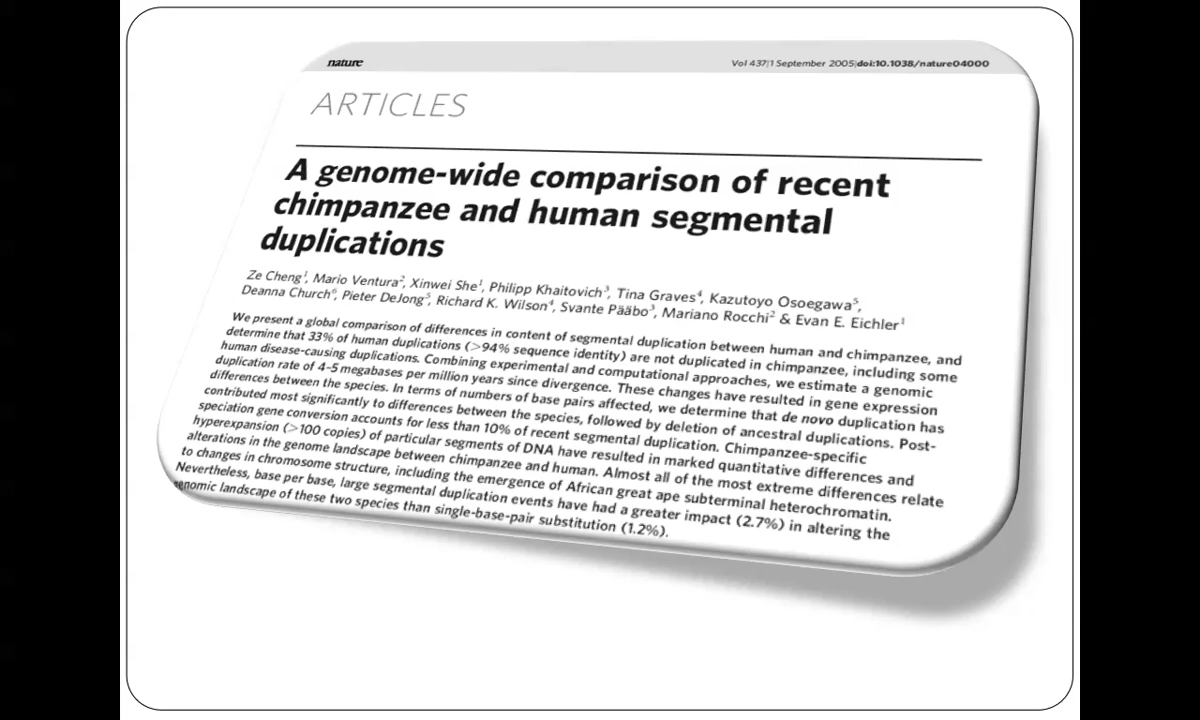 nature
Vol 437|1 September 2005|doi:10.1038/nature04000
ARTICLES
A genome-wide comparison of recent
chimpanzee and human segmental
duplications
Ze Cheng¹, Mario Ventura², Xinwei She¹, Philipp Khaitovich³, Tina Graves⁴, Kazutoyo Osoegawa⁵,
Deanna Church⁶, Pieter DeJong⁵, Richard K. Wilson⁴, Svante Pääbo³, Mariano Rocchi² & Evan E. Eichler¹
We present a global comparison of differences in content of segmental duplication between human and chimpanzee, and
determine that 33% of human duplications (>94% sequence identity) are not duplicated in chimpanzee, including some
human disease-causing duplications. Combining experimental and computational approaches, we estimate a genomic
duplication rate of 4–5 megabases per million years since divergence. These changes have resulted in gene expression
differences between the species. In terms of numbers of base pairs affected, we determine that de novo duplication has
contributed most significantly to differences between the species, followed by deletion of ancestral duplications. Post-
speciation gene conversion accounts for less than 10% of recent segmental duplication. Chimpanzee-specific
hyperexpansion (>100 copies) of particular segments of DNA have resulted in marked quantitative differences and
alterations in the genome landscape between chimpanzee and human. Almost all of the most extreme differences relate
to changes in chromosome structure, including the emergence of African great ape subterminal heterochromatin.
Nevertheless, base per base, large segmental duplication events have had a greater impact (2.7%) in altering the
genomic landscape of these two species than single-base-pair substitution (1.2%).